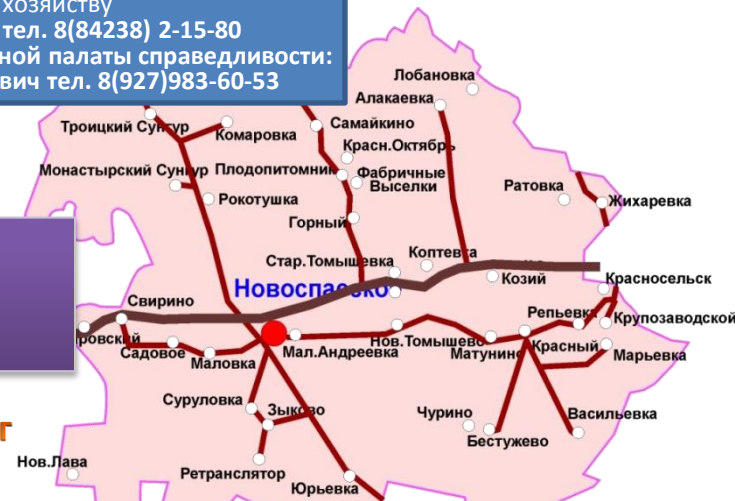 хозяйству
тел. 8(84238) 2-15-80
ной палаты справедливости:
вич тел. 8(927)983-60-53
Лобановка
Алакаевка
Троицкий Сунгур
Комаровка
Самайкино
Красн.Октябрь
Монастырский Сунгур
Плодопитомник
Фабричные
Выселки
Ратовка
Жихаревка
Рокотушка
Горный
Стар.Томышевка
Коптевка
Козий
Красносельск
Новоспасско
Свирино
Репьевка
Крупозаводской
ровский
Садовое
Маловка
Мал.Андреевка
Нов.Томышево
Матунино
Красный
Марьевка
Суруловка
Зыково
Чурино
Васильевка
Бестужево
г
Нов.Лава
Ретранслятор
Юрьевка